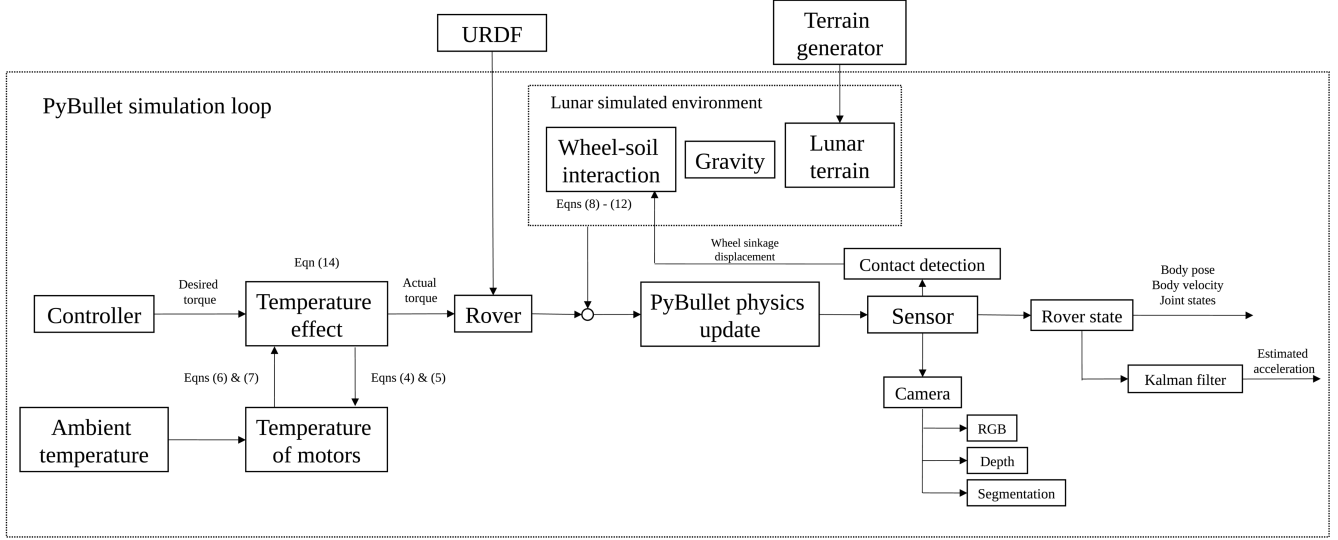 URDF
Terrain
generator
PyBullet simulation loop
Lunar simulated environment
Wheel-soil
interaction
Gravity
Lunar
terrain
Eqns (8) - (12)
Wheel sinkage
displacement
Contact detection
Eqn (14)
Desired
torque
Actual
torque
Controller
Temperature
effect
Rover
PyBullet physics
update
Sensor
Rover state
Body pose
Body velocity
Joint states
Eqns (6) & (7)
Eqns (4) & (5)
Kalman filter
Estimated
acceleration
Ambient
temperature
Temperature
of motors
Camera
RGB
Depth
Segmentation